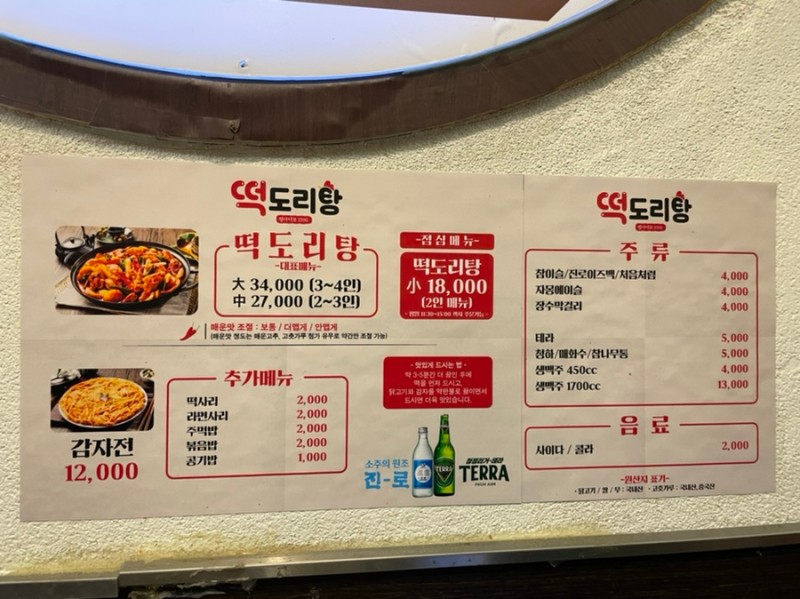 떡도리탕
떡도리탕
-대표메뉴-
大 34,000 (3~4인)
中 27,000 (2~3인)
매운맛 조절 : 보통 / 더맵게 / 안맵게
(매운맛 정도는 매운고추, 고춧가루 첨가 유무로 약간만 조절 가능)
-점심메뉴-
떡도리탕
小 18,000
(2인 메뉴)
감자전
12,000
추가메뉴
떡사리 2,000
라면사리 2,000
주먹밥 2,000
볶음밥 2,000
공기밥 1,000
- 맛있게 드시는 법 -
약 3-5분간 더 끓인 후에
떡을 먼저 드시고,
닭고기와 감자를 약한불로 끓이면서
드시면 더욱 맛있습니다.
소주의 원조
진-로
TERRA
청정라거-테라
TERRA
떡도리탕
주류
참이슬/진로이즈백/처음처럼 4,000
자몽에이슬 4,000
장수막걸리 4,000
테라 5,000
청하/매화수/참나무통 5,000
생맥주 450cc 4,000
생맥주 1700cc 13,000
음료
사이다 / 콜라 2,000
-원산지 표기-
· 닭고기 / 쌀 / 무 : 국내산 · 고춧가루 : 국내산, 중국산